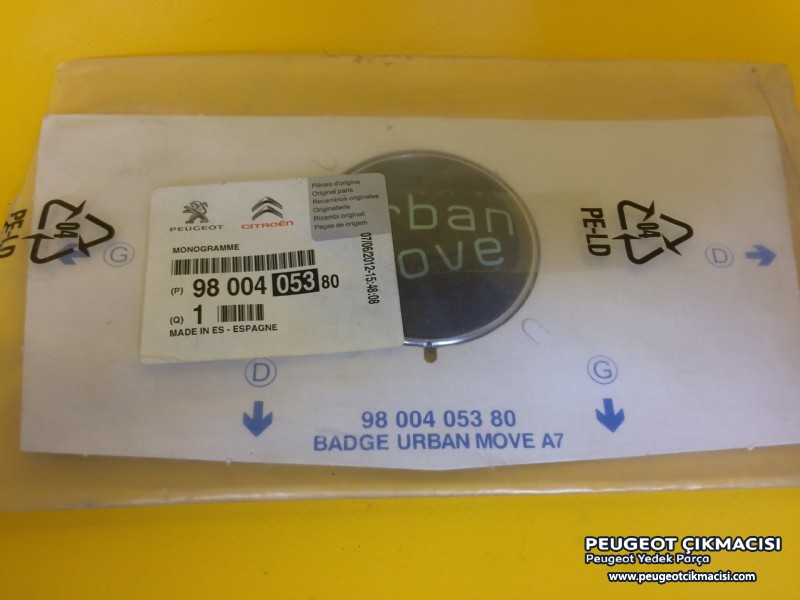 PEUGEOT
CITROËN
Pièces d'origine
Original parts
Recambios originales
Originalteile
Ricambi originali
Peças de origem
MONOGRAMME
(P) 98 004 053 80
(Q) 1
MADE IN ES - ESPAGNE
07/06/2012-15:48:08
urban
move
04
PE-LD
04
PE-LD
G
D
D
G
98 004 053 80
BADGE URBAN MOVE A7
PEUGEOT ÇIKMACISI
Peugeot Yedek Parça
www.peugeotcikmacisi.com